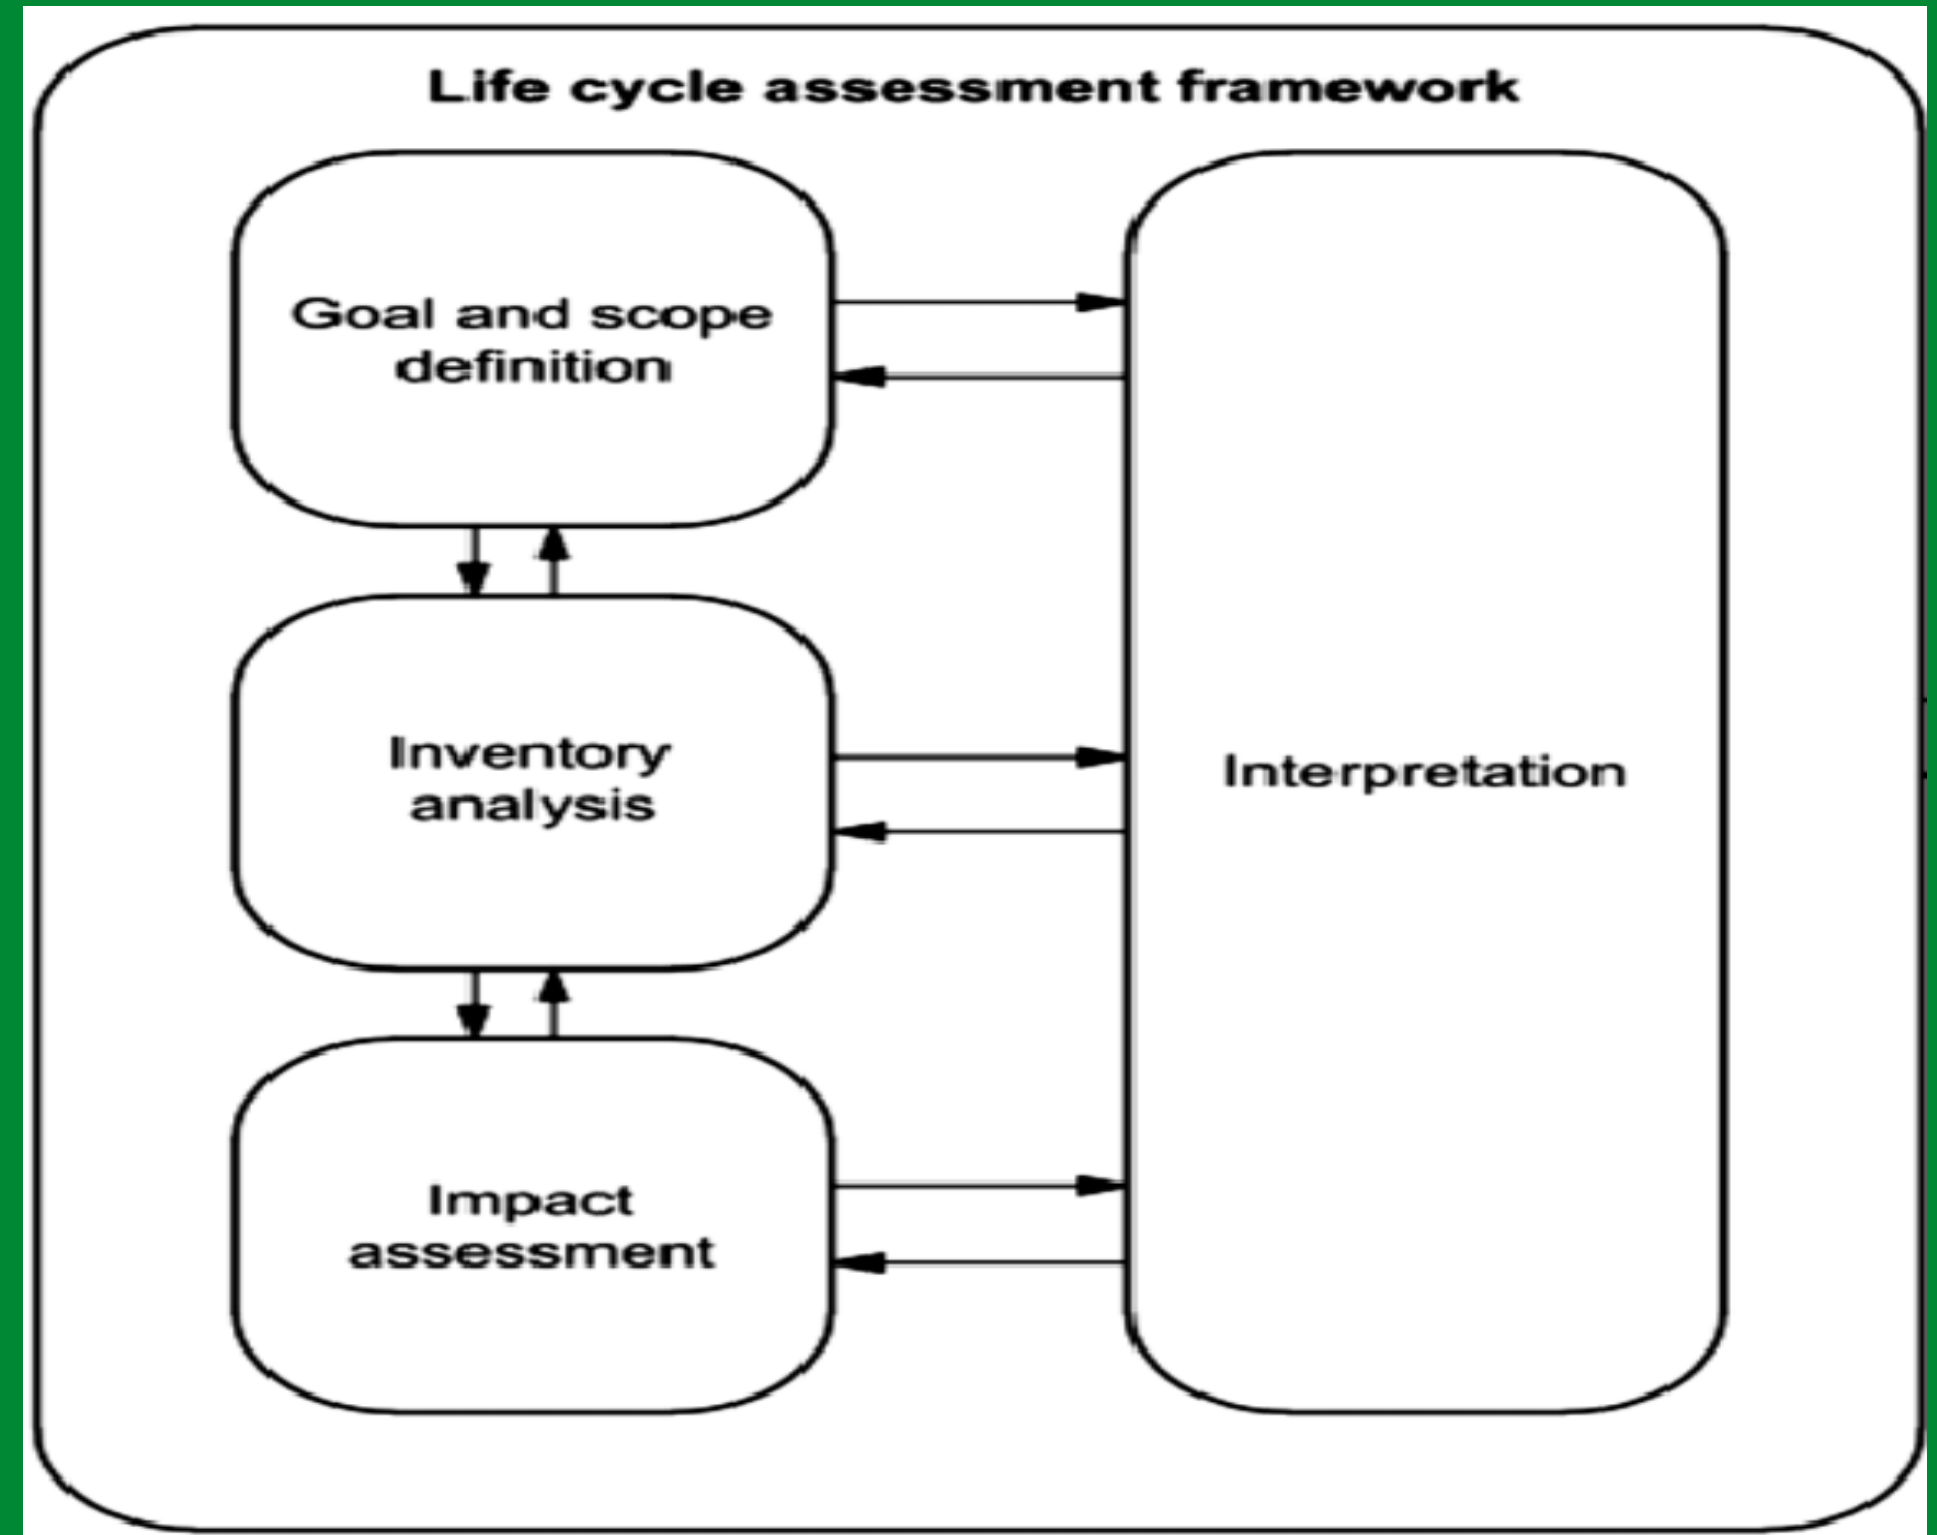 Life cycle assessment framework
Goal and scope
definition
Inventory
analysis
Interpretation
Impact
assessment